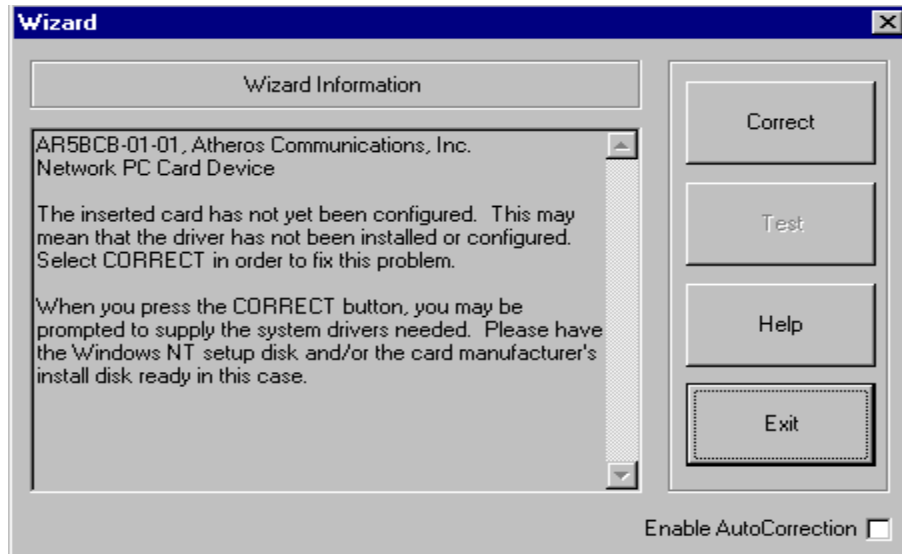 Wizard
Wizard Information
AR5BCB-01-01, Atheros Communications, Inc.
Network PC Card Device
The inserted card has not yet been configured.  This may
mean that the driver has not been installed or configured.
Select CORRECT in order to fix this problem.
When you press the CORRECT button, you may be
prompted to supply the system drivers needed.  Please have
the Windows NT setup disk and/or the card manufacturer's
install disk ready in this case.
Correct
Test
Help
Exit
Enable AutoCorrection